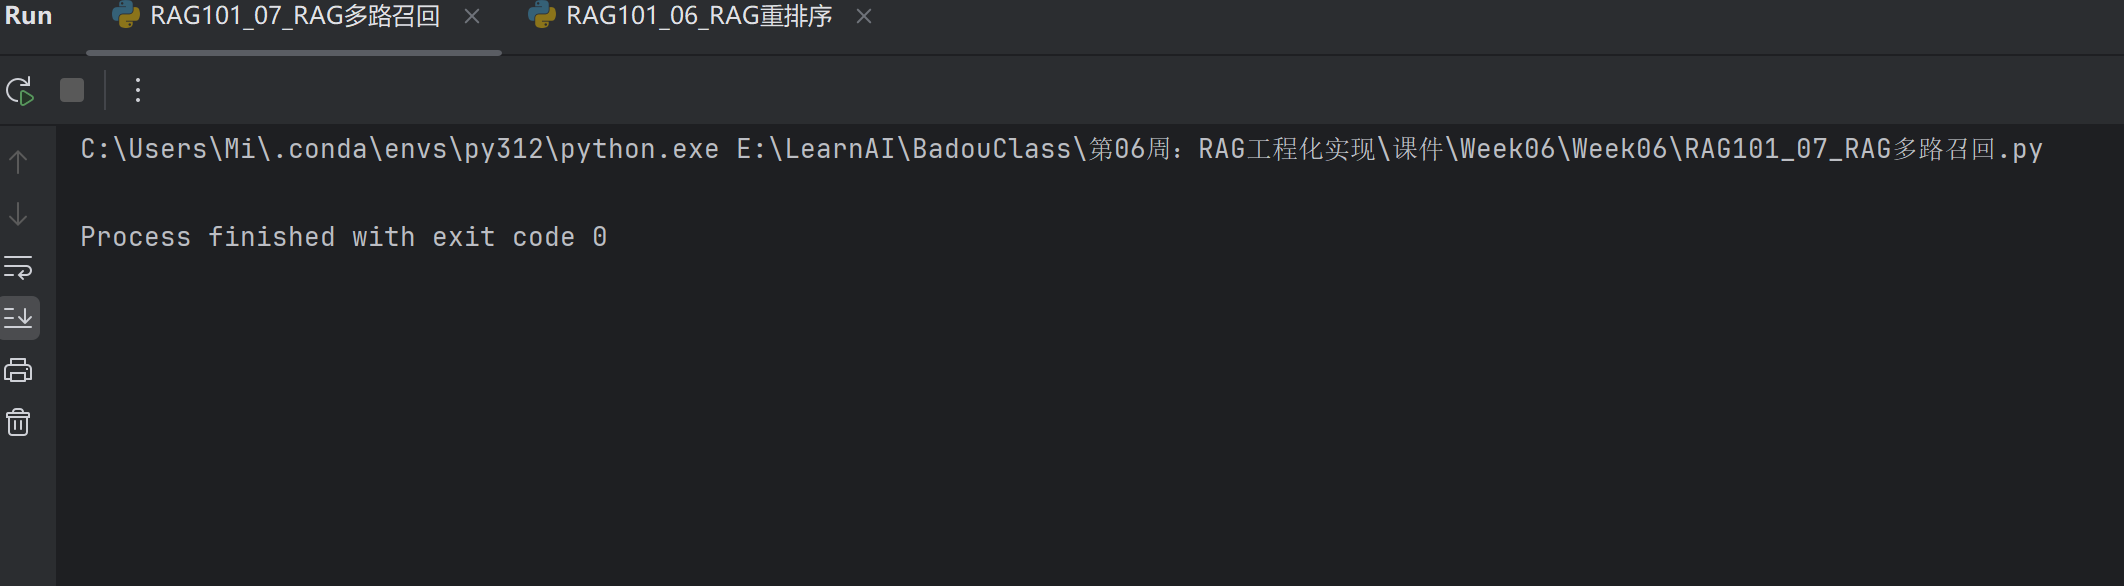 Run RAG101_07_RAG多路召回 RAG101_06_RAG重排序
C:\Users\Mi\.conda\envs\py312\python.exe E:\LearnAI\BadouClass\第06周：RAG工程化实现\课件\Week06\Week06\RAG101_07_RAG多路召回.py
Process finished with exit code 0